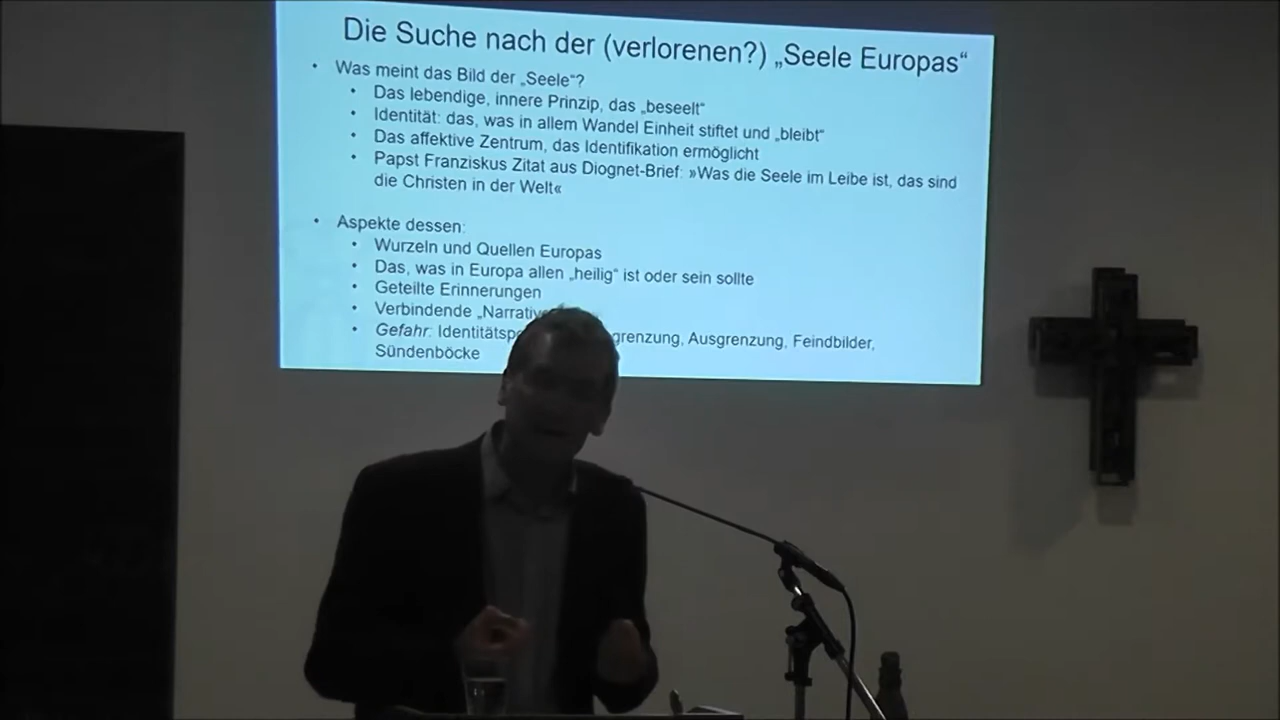 Die Suche nach der (verlorenen?) „Seele Europas“
• Was meint das Bild der „Seele“?
• Das lebendige, innere Prinzip, das „beseelt“
• Identität: das, was in allem Wandel Einheit stiftet und „bleibt“
• Das affektive Zentrum, das Identifikation ermöglicht
• Papst Franziskus Zitat aus Diognet-Brief: »Was die Seele im Leibe ist, das sind
die Christen in der Welt«
• Aspekte dessen:
• Wurzeln und Quellen Europas
• Das, was in Europa allen „heilig“ ist oder sein sollte
• Geteilte Erinnerungen
• Verbindende „Narrative
• Gefahr: Ausgrenzung, Feindbilder,
Sündenböcke